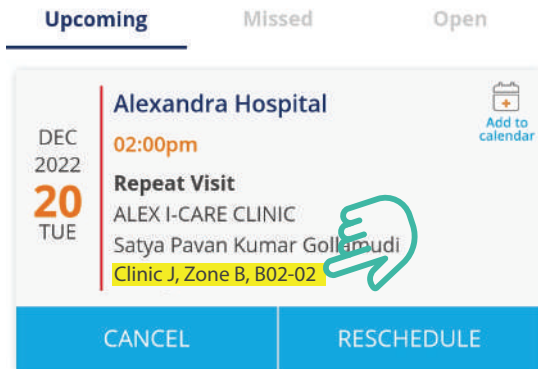 Upcoming Missed Open
Alexandra Hospital
Add to
calendar
DEC
2022
20
TUE
02:00pm
Repeat Visit
ALEX I-CARE CLINIC
Satya Pavan Kumar Gollamudi
Clinic J, Zone B, B02-02
CANCEL RESCHEDULE